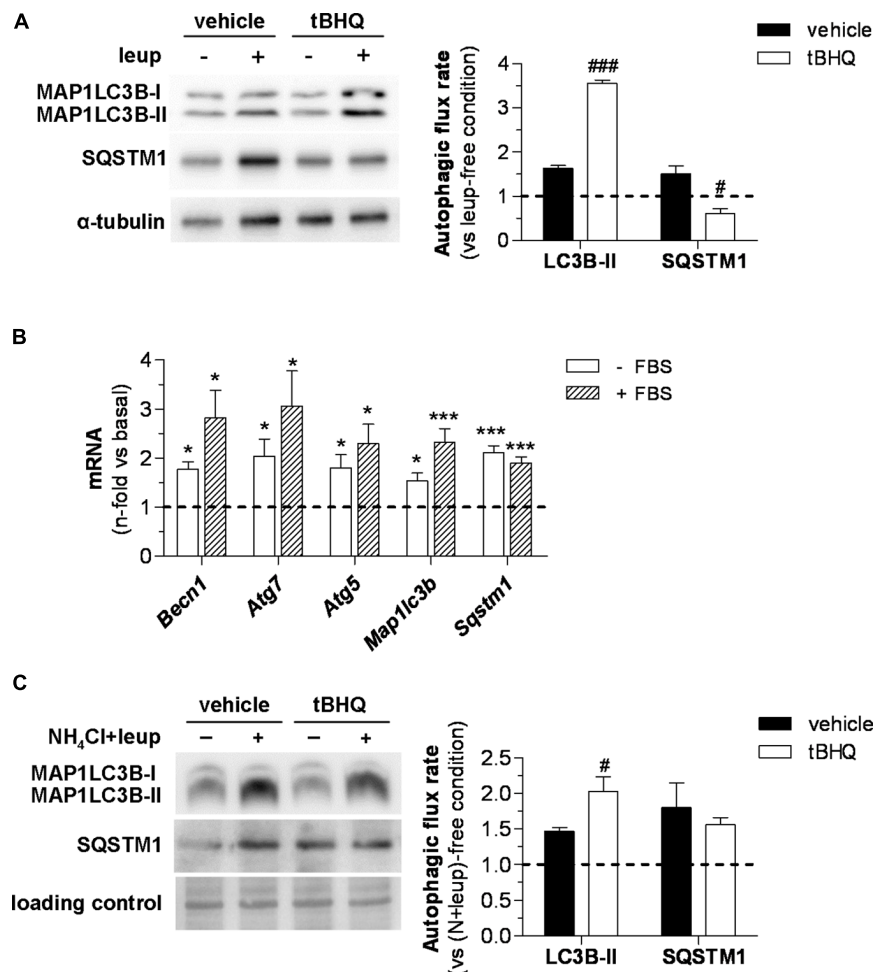 A
vehicle tBHQ
leup - + - +
MAP1LC3B-I
MAP1LC3B-II
SQSTM1
α-tubulin
Autophagic flux rate
(vs leup-free condition)
4
3
2
1
0
###
#
LC3B-II SQSTM1
vehicle
tBHQ
B
mRNA
(n-fold vs basal)
4
3
2
1
0
* * * * * * * *** *** ***
Becn1 Atg7 Atg5 Map1lc3b Sqstm1
- FBS
+ FBS
C
vehicle tBHQ
NH4Cl+leup − + − +
MAP1LC3B-I
MAP1LC3B-II
SQSTM1
loading control
Autophagic flux rate
(vs (N+leup)-free condition)
2.5
2.0
1.5
1.0
0.5
0.0
#
LC3B-II SQSTM1
vehicle
tBHQ